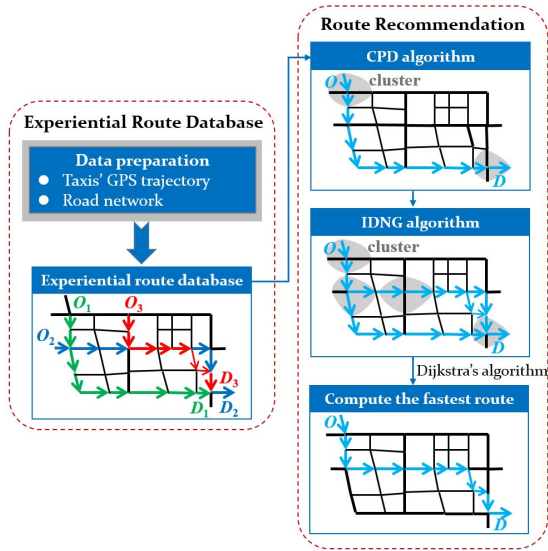 Experiential Route Database
Data preparation
● Taxis' GPS trajectory
● Road network
Experiential route database
O1
O3
O2
D3
D1
D2
Route Recommendation
CPD algorithm
O
cluster
D
IDNG algorithm
O
cluster
D
Dijkstra's algorithm
Compute the fastest route
O
D